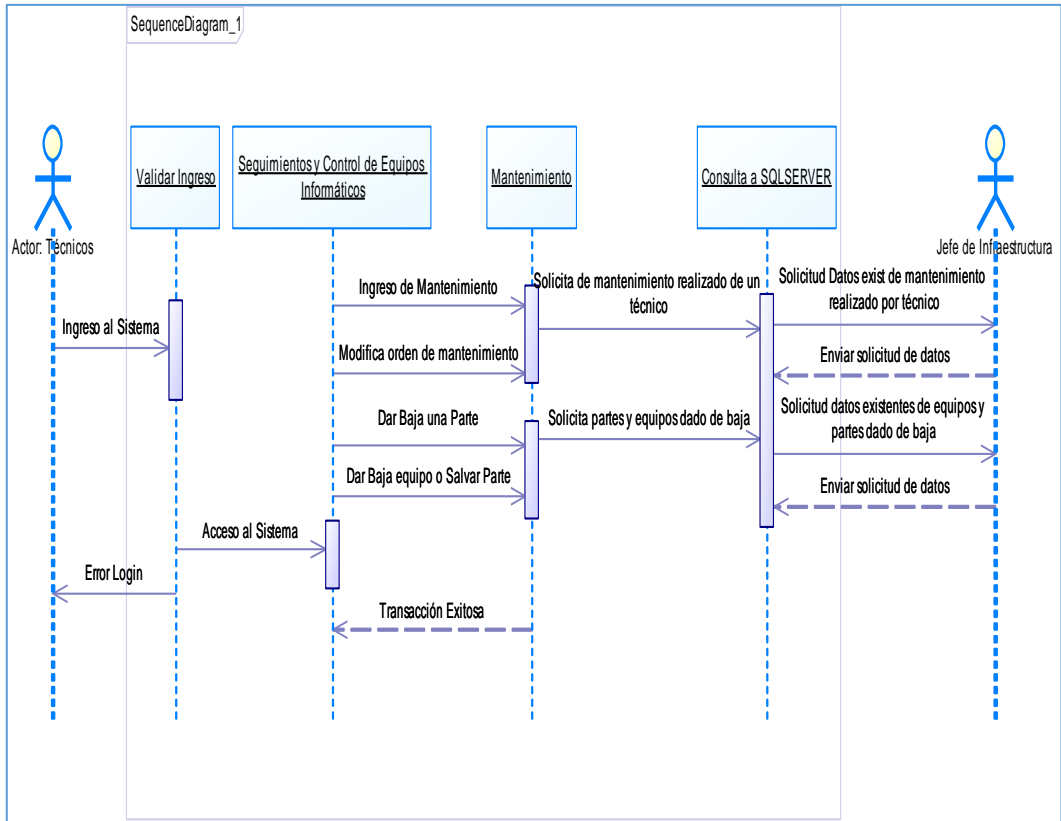 SequenceDiagram_1
Validar Ingreso
Seguimientos y Control de Equipos
Informáticos
Mantenimiento
Consulta a SQLSERVER
Actor: Técnicos
Jefe de Infraestructura
Ingreso de Mantenimiento
Solicita de mantenimiento realizado de un
técnico
Solicitud Datos exist de mantenimiento
realizado por técnico
Ingreso al Sistema
Modifica orden de mantenimiento
Enviar solicitud de datos
Dar Baja una Parte
Solicita partes y equipos dado de baja
Solicitud datos existentes de equipos y
partes dado de baja
Dar Baja equipo o Salvar Parte
Enviar solicitud de datos
Acceso al Sistema
Error Login
Transacción Exitosa